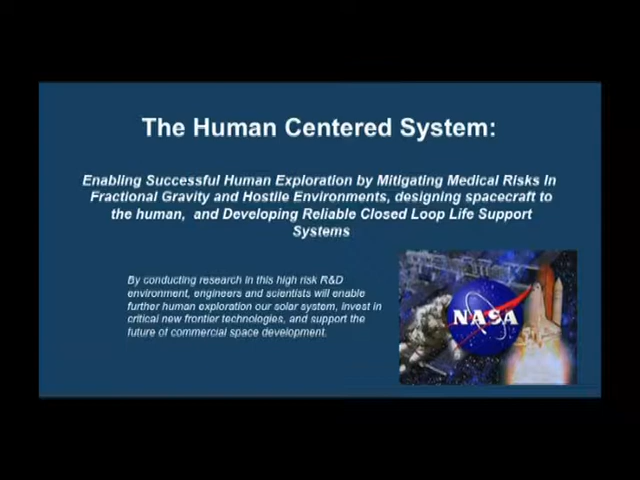 The Human Centered System:
Enabling Successful Human Exploration by Mitigating Medical Risks In
Fractional Gravity and Hostile Environments, designing spacecraft to
the human,  and Developing Reliable Closed Loop Life Support
Systems
By conducting research in this high risk R&D
environment, engineers and scientists will enable
further human exploration our solar system, invest in
critical new frontier technologies, and support the
future of commercial space development.
NASA